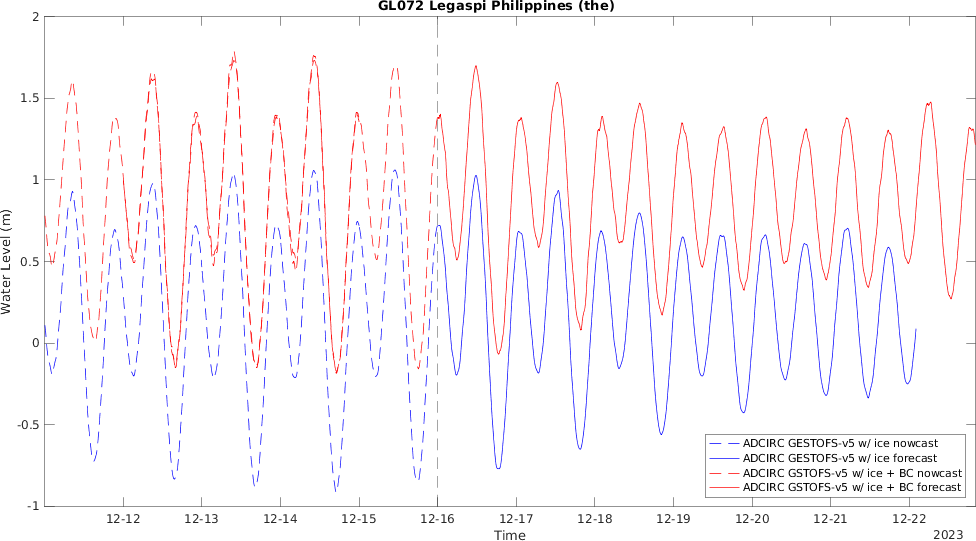 GL072 Legaspi Philippines (the)
2
1.5
1
0.5
0
-0.5
-1
Water Level (m)
ADCIRC GESTOFS-v5 w/ ice nowcast
ADCIRC GESTOFS-v5 w/ ice forecast
ADCIRC GSTOFS-v5 w/ ice + BC nowcast
ADCIRC GSTOFS-v5 w/ ice + BC forecast
12-12 12-13 12-14 12-15 12-16 12-17 12-18 12-19 12-20 12-21 12-22
Time
2023